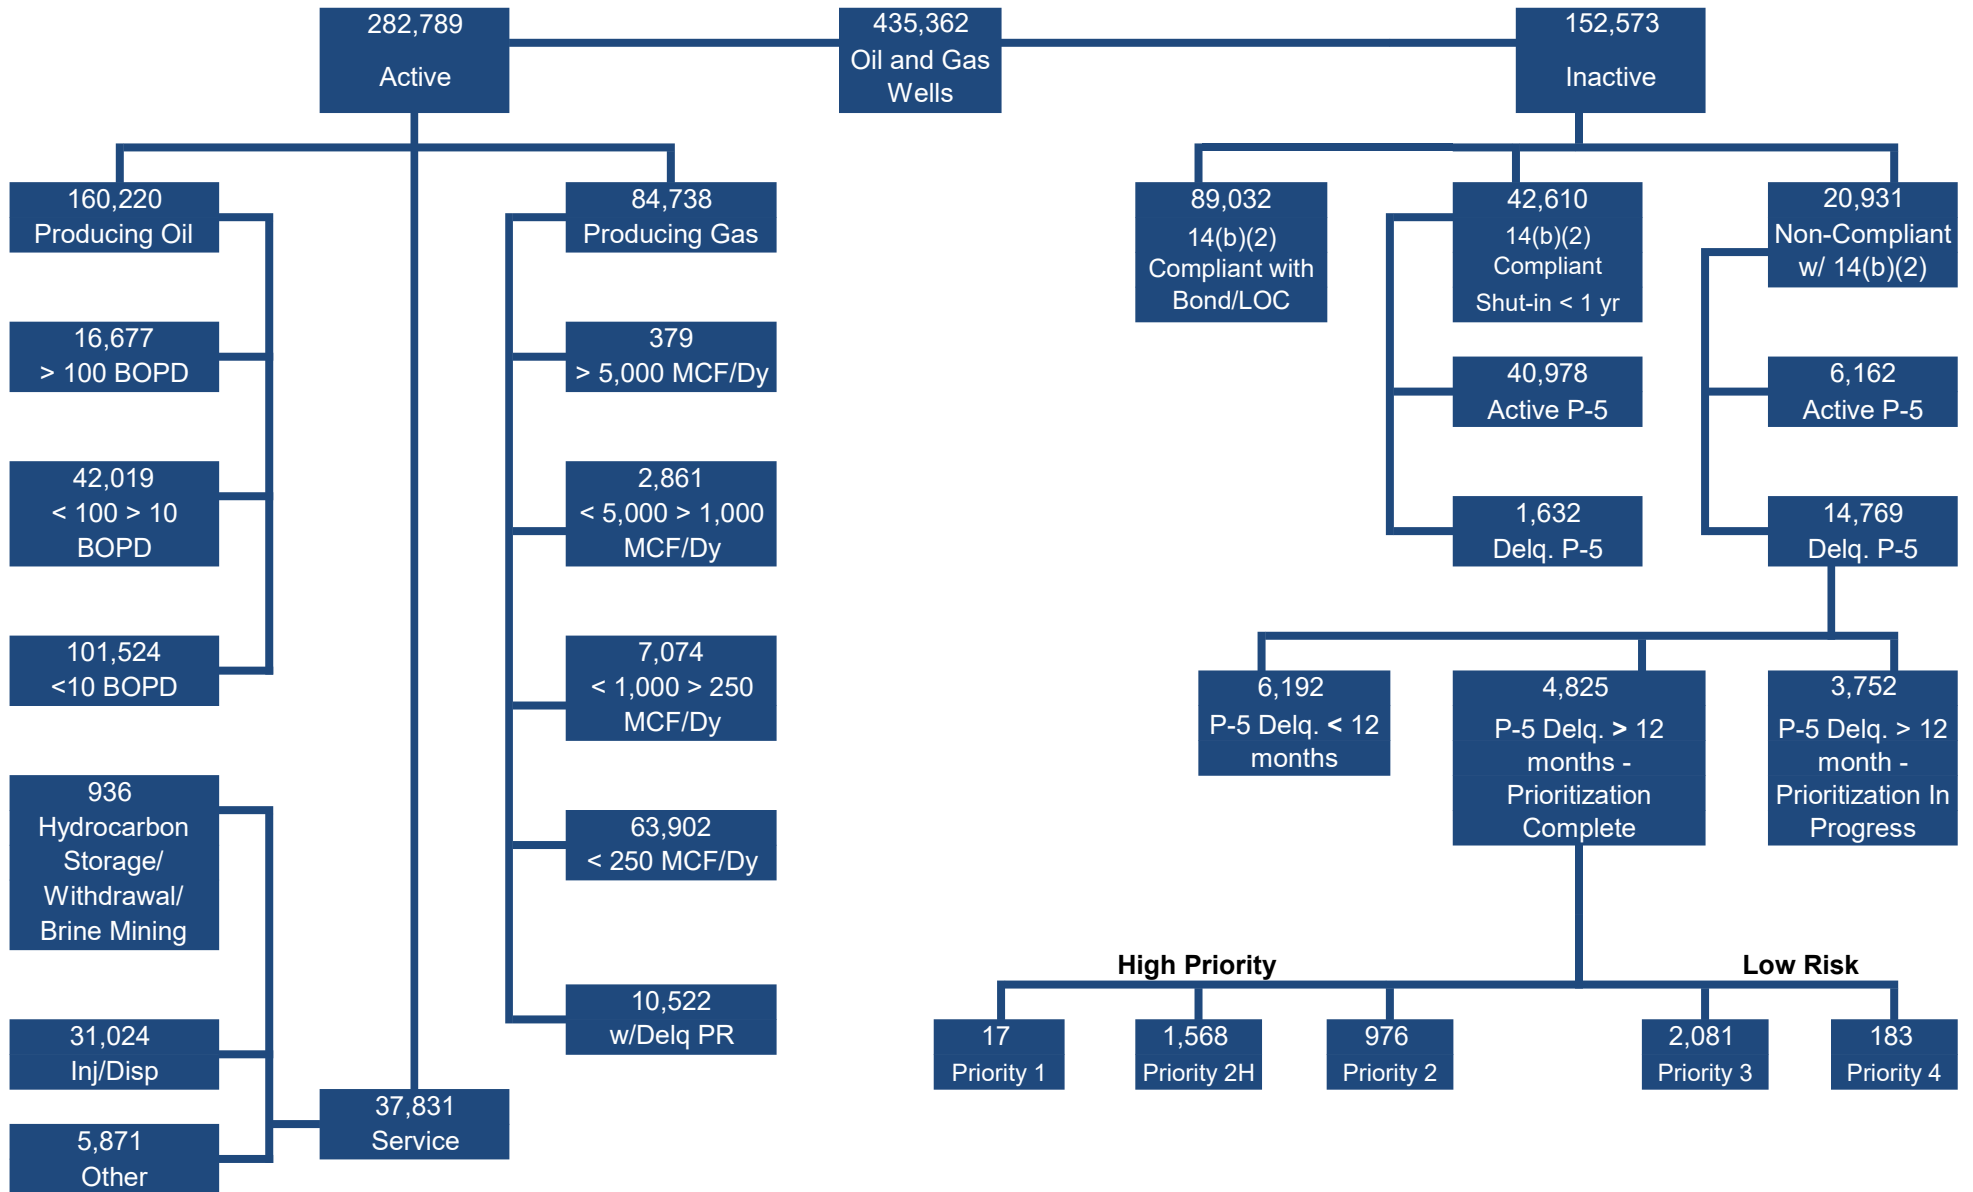 282,789
Active
435,362
Oil and Gas
Wells
152,573
Inactive
160,220
Producing Oil
16,677
> 100 BOPD
42,019
< 100 > 10
BOPD
101,524
<10 BOPD
84,738
Producing Gas
379
> 5,000 MCF/Dy
2,861
< 5,000 > 1,000
MCF/Dy
7,074
< 1,000 > 250
MCF/Dy
63,902
< 250 MCF/Dy
10,522
w/Delq PR
936
Hydrocarbon
Storage/
Withdrawal/
Brine Mining
31,024
Inj/Disp
5,871
Other
37,831
Service
89,032
14(b)(2)
Compliant with
Bond/LOC
42,610
14(b)(2)
Compliant
Shut-in < 1 yr
40,978
Active P-5
1,632
Delq. P-5
20,931
Non-Compliant
w/ 14(b)(2)
6,162
Active P-5
14,769
Delq. P-5
6,192
P-5 Delq. < 12
months
4,825
P-5 Delq. > 12
months -
Prioritization
Complete
3,752
P-5 Delq. > 12
month -
Prioritization In
Progress
High Priority
Low Risk
17
Priority 1
1,568
Priority 2H
976
Priority 2
2,081
Priority 3
183
Priority 4